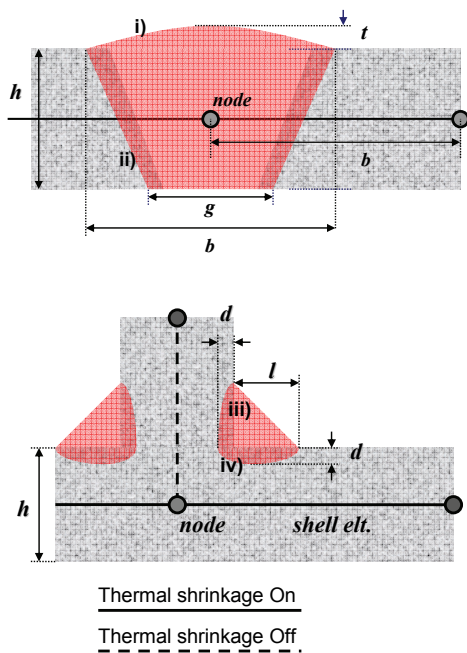 i)
t
h
node
ii)
b
g
b
d
l
iii)
d
iv)
h
node shell elt.
Thermal shrinkage On
Thermal shrinkage Off